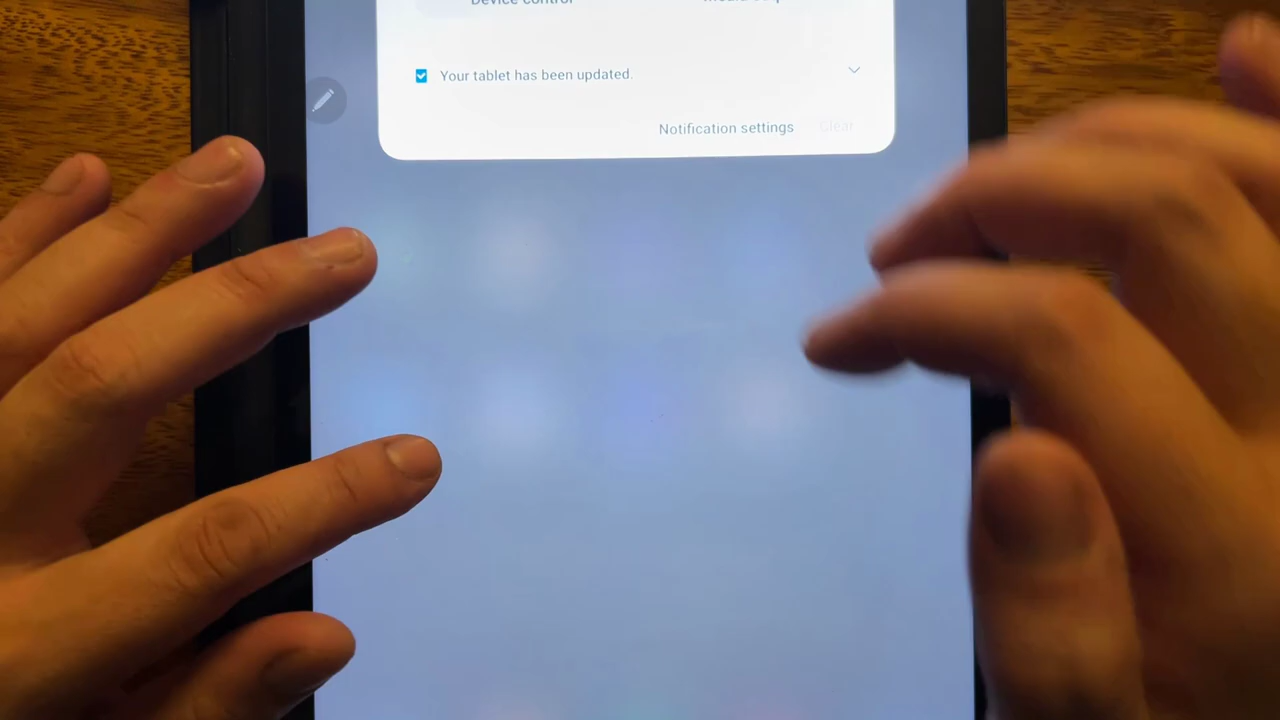 Device control
Your tablet has been updated.
Notification settings
Clear